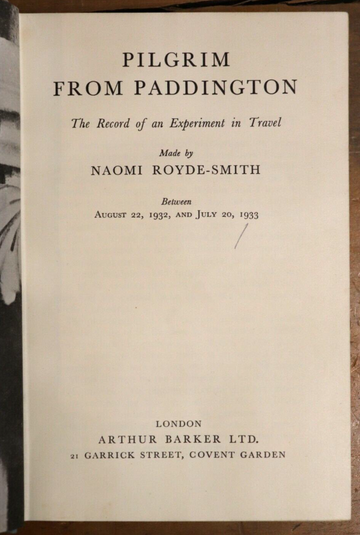 PILGRIM
FROM PADDINGTON
The Record of an Experiment in Travel
Made by
NAOMI ROYDE-SMITH
Between
AUGUST 22, 1932, AND JULY 20, 1933
LONDON
ARTHUR BARKER LTD.
21 GARRICK STREET, COVENT GARDEN